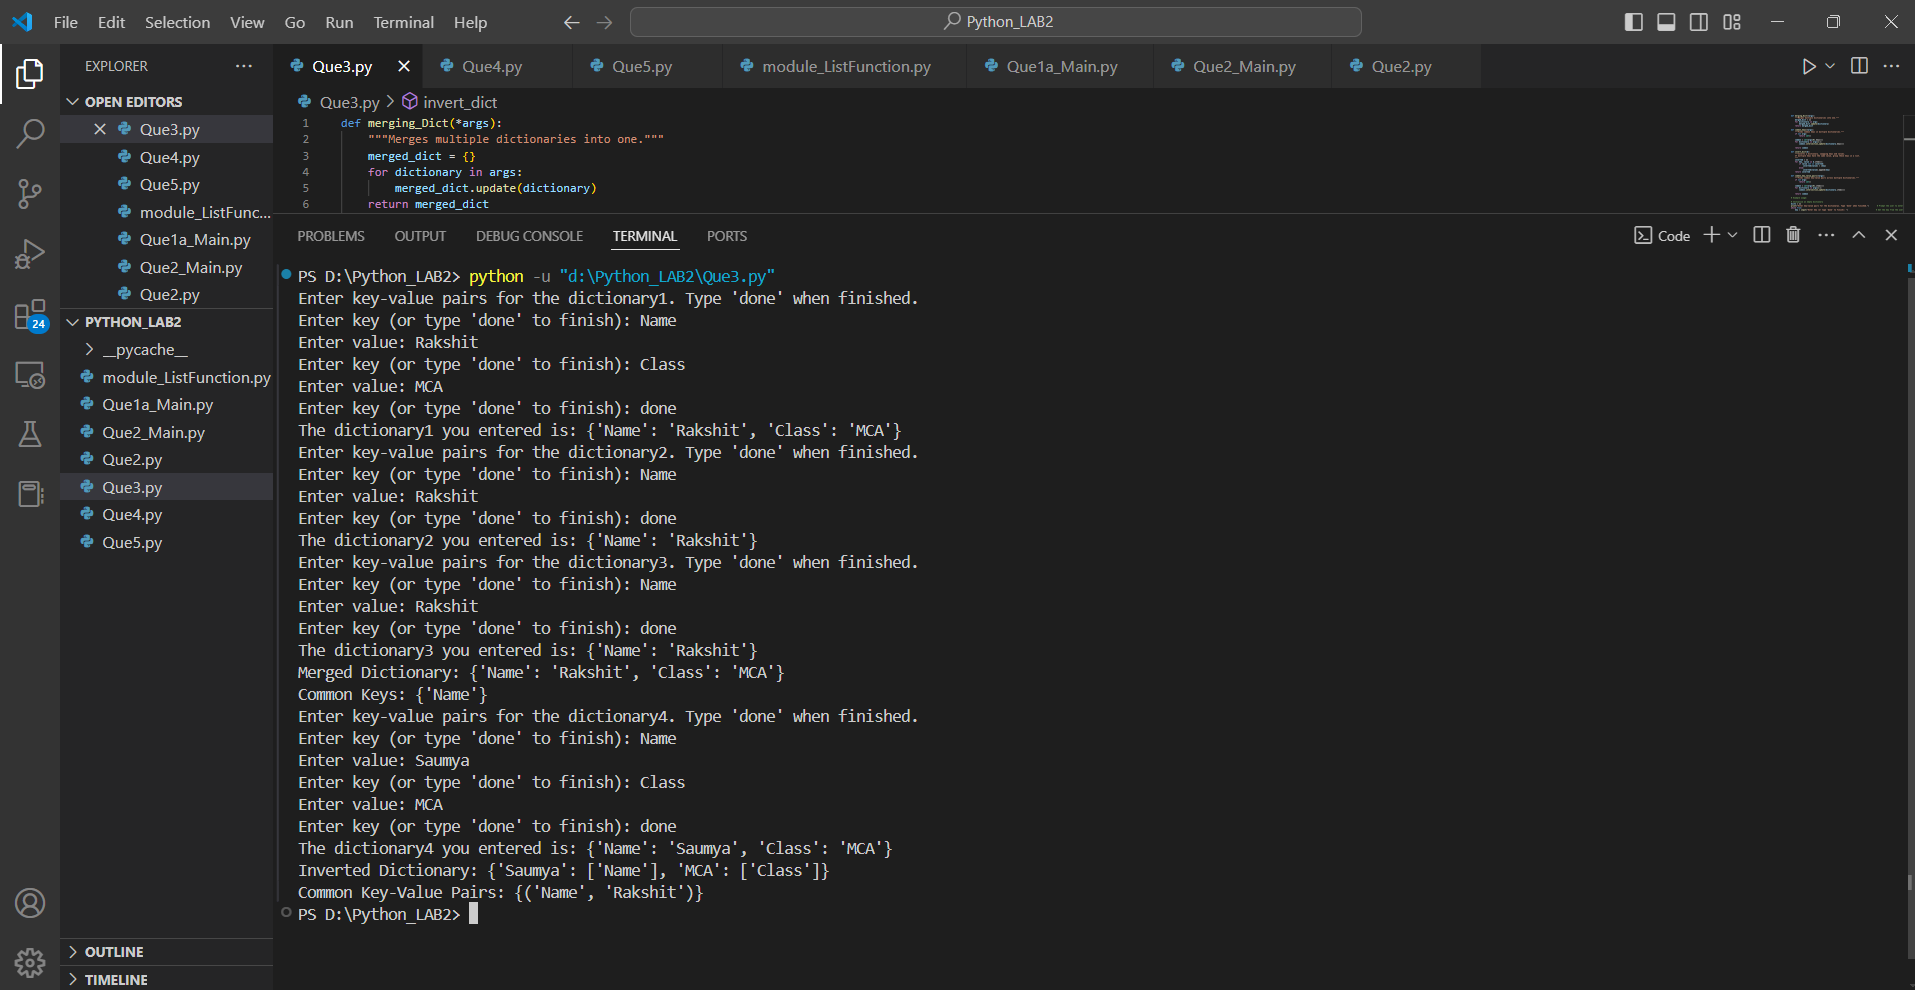 File Edit Selection View Go Run Terminal Help
Python_LAB2
EXPLORER
OPEN EDITORS
Que3.py
Que4.py
Que5.py
module_ListFunc...
Que1a_Main.py
Que2_Main.py
Que2.py
PYTHON_LAB2
__pycache__
module_ListFunction.py
Que1a_Main.py
Que2_Main.py
Que2.py
Que3.py
Que4.py
Que5.py
OUTLINE
TIMELINE
24
Que3.py Que4.py Que5.py module_ListFunction.py Que1a_Main.py Que2_Main.py Que2.py
Que3.py > invert_dict
1 def merging_Dict(*args):
2 """Merges multiple dictionaries into one."""
3 merged_dict = {}
4 for dictionary in args:
5 merged_dict.update(dictionary)
6 return merged_dict
PROBLEMS OUTPUT DEBUG CONSOLE TERMINAL PORTS
Code
PS D:\Python_LAB2> python -u "d:\Python_LAB2\Que3.py"
Enter key-value pairs for the dictionary1. Type 'done' when finished.
Enter key (or type 'done' to finish): Name
Enter value: Rakshit
Enter key (or type 'done' to finish): Class
Enter value: MCA
Enter key (or type 'done' to finish): done
The dictionary1 you entered is: {'Name': 'Rakshit', 'Class': 'MCA'}
Enter key-value pairs for the dictionary2. Type 'done' when finished.
Enter key (or type 'done' to finish): Name
Enter value: Rakshit
Enter key (or type 'done' to finish): done
The dictionary2 you entered is: {'Name': 'Rakshit'}
Enter key-value pairs for the dictionary3. Type 'done' when finished.
Enter key (or type 'done' to finish): Name
Enter value: Rakshit
Enter key (or type 'done' to finish): done
The dictionary3 you entered is: {'Name': 'Rakshit'}
Merged Dictionary: {'Name': 'Rakshit', 'Class': 'MCA'}
Common Keys: {'Name'}
Enter key-value pairs for the dictionary4. Type 'done' when finished.
Enter key (or type 'done' to finish): Name
Enter value: Saumya
Enter key (or type 'done' to finish): Class
Enter value: MCA
Enter key (or type 'done' to finish): done
The dictionary4 you entered is: {'Name': 'Saumya', 'Class': 'MCA'}
Inverted Dictionary: {'Saumya': ['Name'], 'MCA': ['Class']}
Common Key-Value Pairs: {('Name', 'Rakshit')}
PS D:\Python_LAB2>